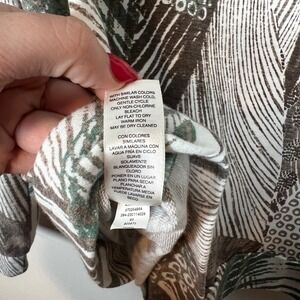 WITH SIMILAR COLORS
MACHINE WASH COLD
GENTLE CYCLE
ONLY NON-CHLORINE
BLEACH
LAY FLAT TO DRY
WARM IRON
MAY BE DRY CLEANED
CON COLORES
SIMILARES
LAVAR A MAQUINA CON
AGUA FRIA EN CICLO
SUAVE
SOLAMENTE
BLANQUEADOR SIN
CLORO
PONER EN UN LUGAR
PLANO PARA SECAR
PLANCHAR A
TEMPERATURA MEDIA
PUEDE LAVARSE EN
SECO